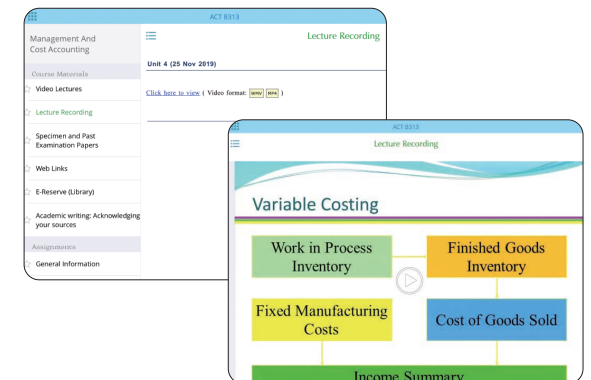 ACT B313
Management And
Cost Accounting
Course Materials
Video Lectures
Lecture Recording
Specimen and Past
Examination Papers
Web Links
E-Reserve (Library)
Academic writing: Acknowledging
your sources
Assignments
General Information
Lecture Recording
Unit 4 (25 Nov 2019)
Click here to view ( Video format: WMV MP4 )
ACT B313
Lecture Recording
Variable Costing
Work in Process
Inventory
Finished Goods
Inventory
Fixed Manufacturing
Costs
Cost of Goods Sold
Income Summary